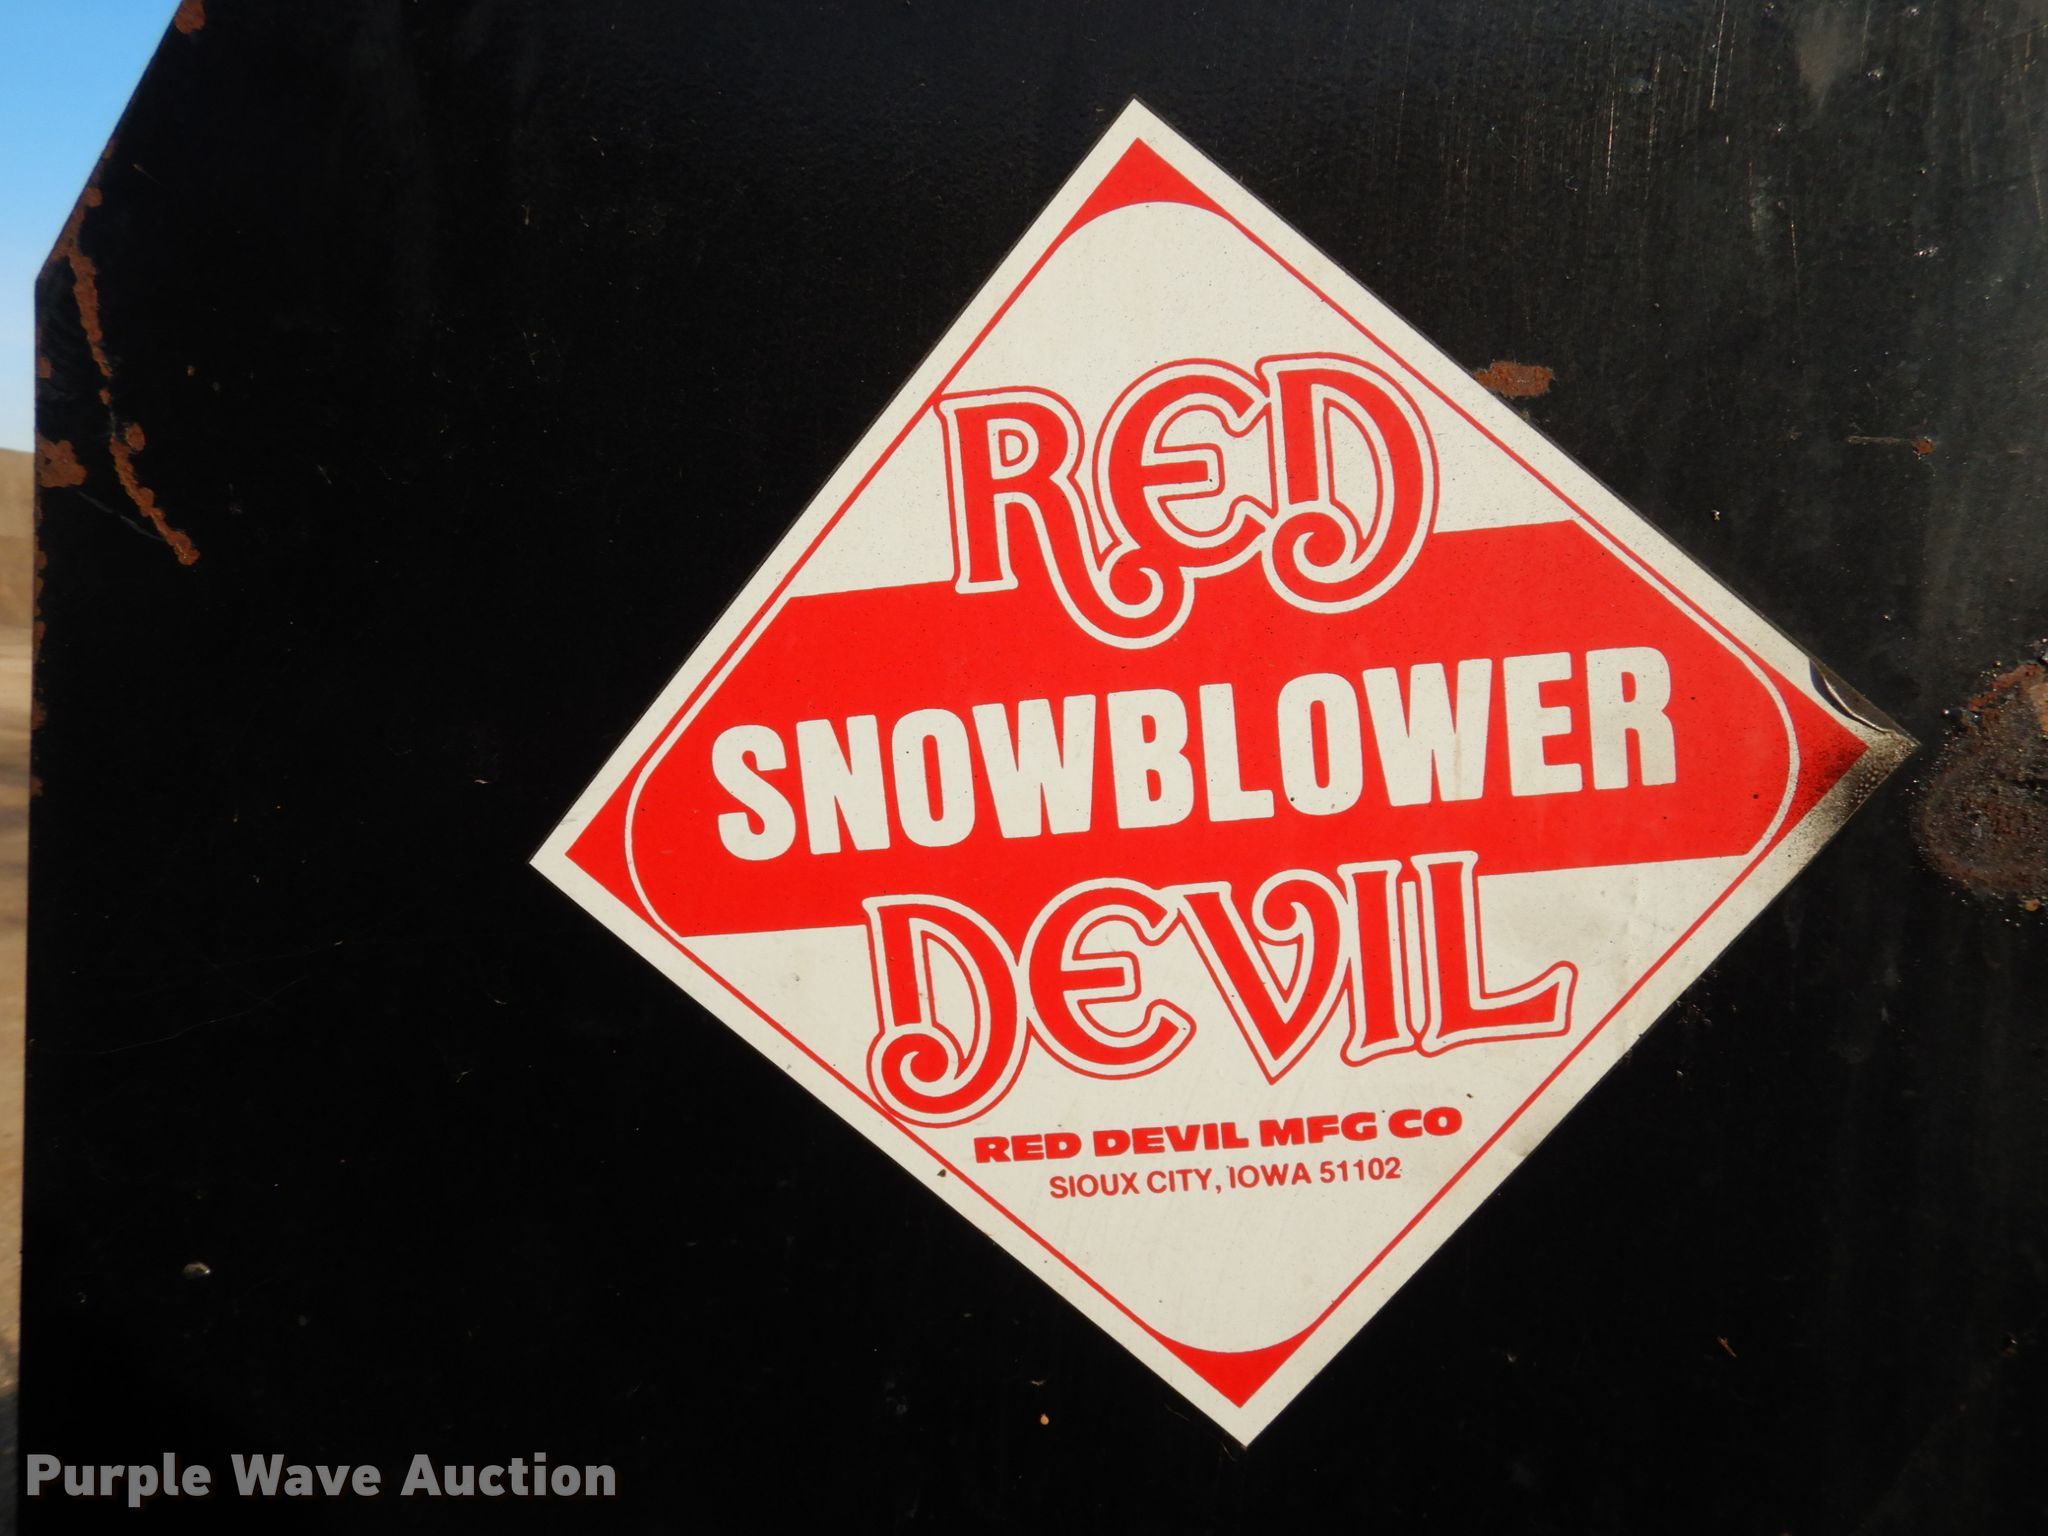 RED
SNOWBLOWER
DEVIL
RED DEVIL MFG CO
SIOUX CITY, IOWA 51102
Purple Wave Auction